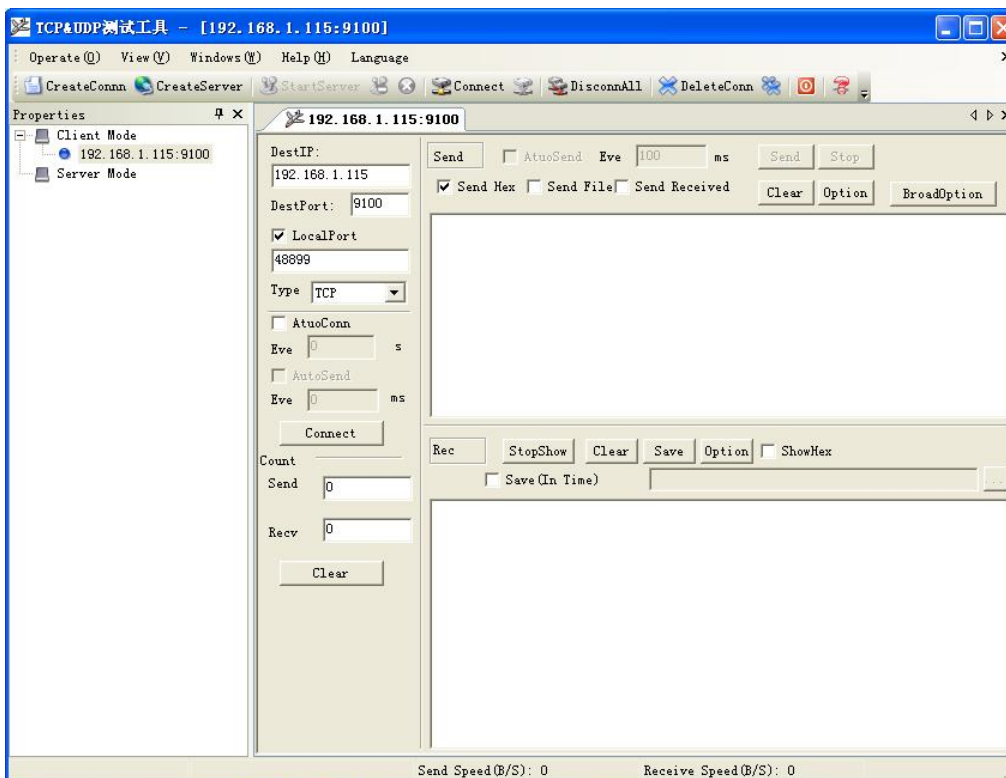 TCP&UDP测试工具 - [192.168.1.115:9100]
Operate(O) View(V) Windows(W) Help(H) Language
CreateConnn CreateServer StartServer Connect DisconnAll DeleteConn
Properties
Client Mode
192.168.1.115:9100
Server Mode
192.168.1.115:9100
DestIP:
192.168.1.115
DestPort: 9100
LocalPort
48899
Type TCP
AtuoConn
Eve 0 s
AutoSend
Eve 0 ms
Connect
Count
Send 0
Recv 0
Clear
Send AtuoSend Eve 100 ms Send Stop
Send Hex Send File Send Received Clear Option BroadOption
Rec StopShow Clear Save Option ShowHex
Save(In Time) ...
Send Speed(B/S): 0 Receive Speed(B/S): 0